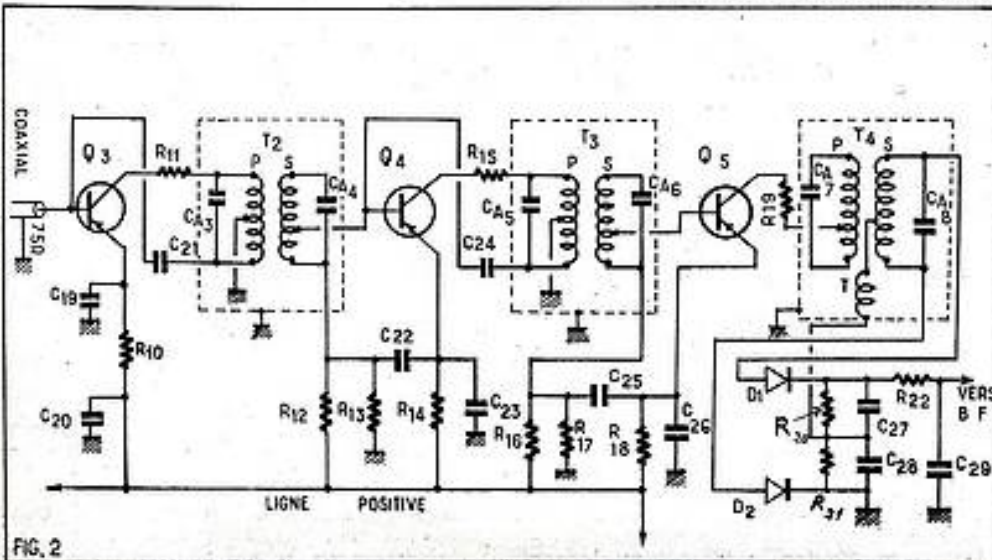 COAXIAL
75Ω
Q3
R11
T2
P S
CA3
CA4
C21
C19
R10
C20
Q4
R15
T3
P S
CA5
CA6
C24
C22
R12
R13
R14
C23
C25
R16
R17
R18
C26
Q5
R19
T4
P S
CA7
CA8
T
D1
R22
VERS
BF
R30
C27
C28
C29
D2
R31
LIGNE POSITIVE
FIG. 2